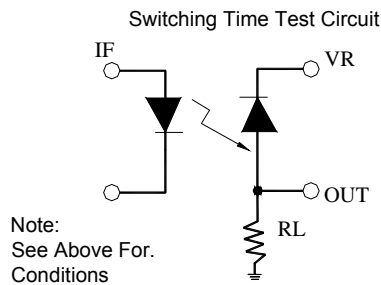 Switching Time Test Circuit
IF
VR
OUT
RL
Note:
See Above For.
Conditions